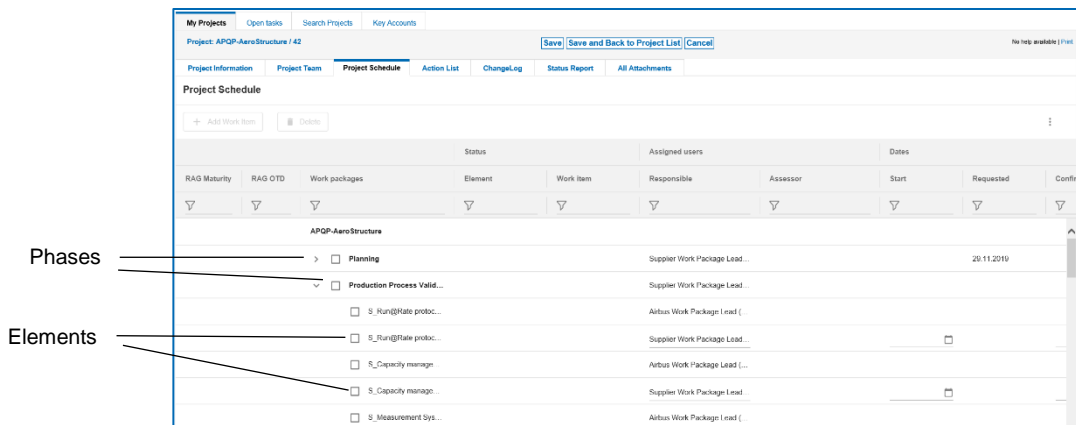 My Projects Open tasks Search Projects Key Accounts
Project: APQP-AeroStructure / 42 Save Save and Back to Project List Cancel No help available | Print
Project Information Project Team Project Schedule Action List ChangeLog Status Report All Attachments
Project Schedule
+ Add Work Item Delete
Status Assigned users Dates
RAG Maturity RAG OTD Work packages Element Work item Responsible Assessor Start Requested Confir
APQP-AeroStructure
Phases Planning Supplier Work Package Lead... 29.11.2019
Production Process Valid... Supplier Work Package Lead...
S_Run@Rate protoc... Airbus Work Package Lead (...
Elements S_Run@Rate protoc... Supplier Work Package Lead...
S_Capacity manage... Airbus Work Package Lead (...
S_Capacity manage... Supplier Work Package Lead...
S_Measurement Sys... Airbus Work Package Lead (...